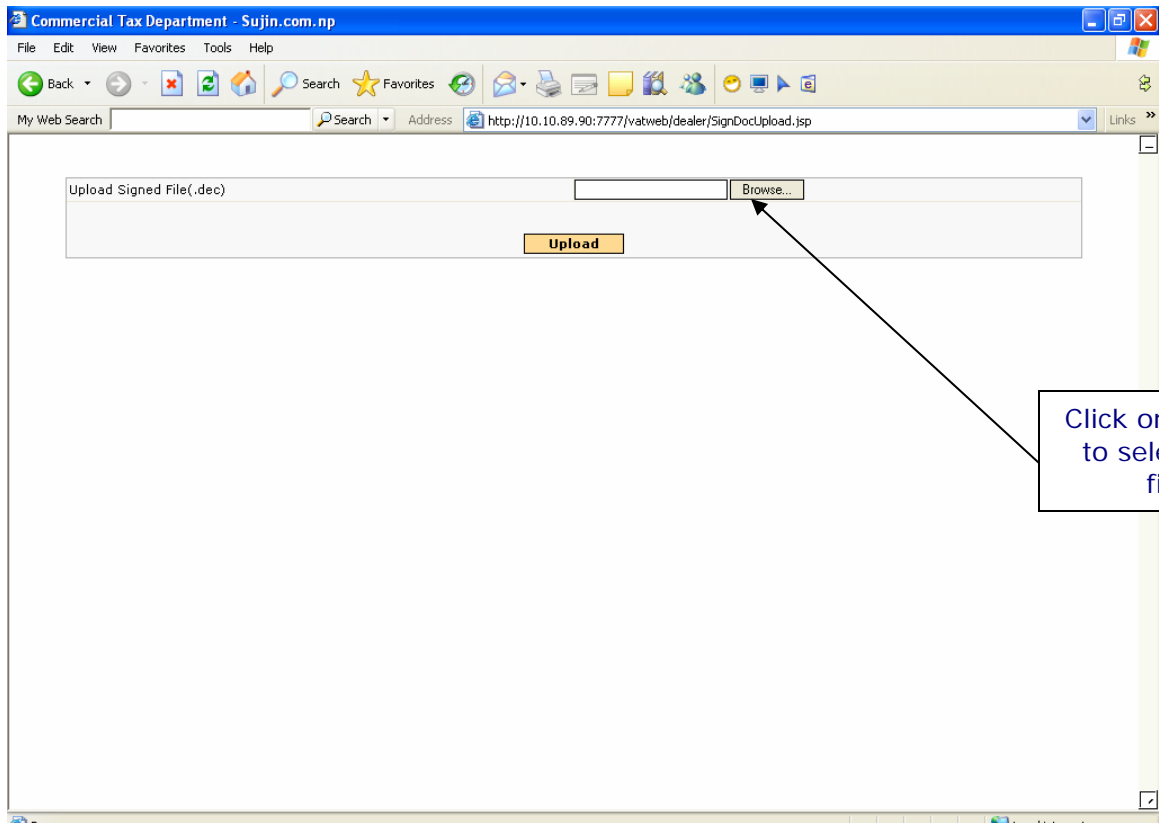 Commercial Tax Department - Sujin.com.np
File Edit View Favorites Tools Help
Back Search Favorites
My Web Search Search Address http://10.10.89.90:7777/vatweb/dealer/SignDocUpload.jsp Links »
Upload Signed File(.dec) Browse...
Upload
Click
to